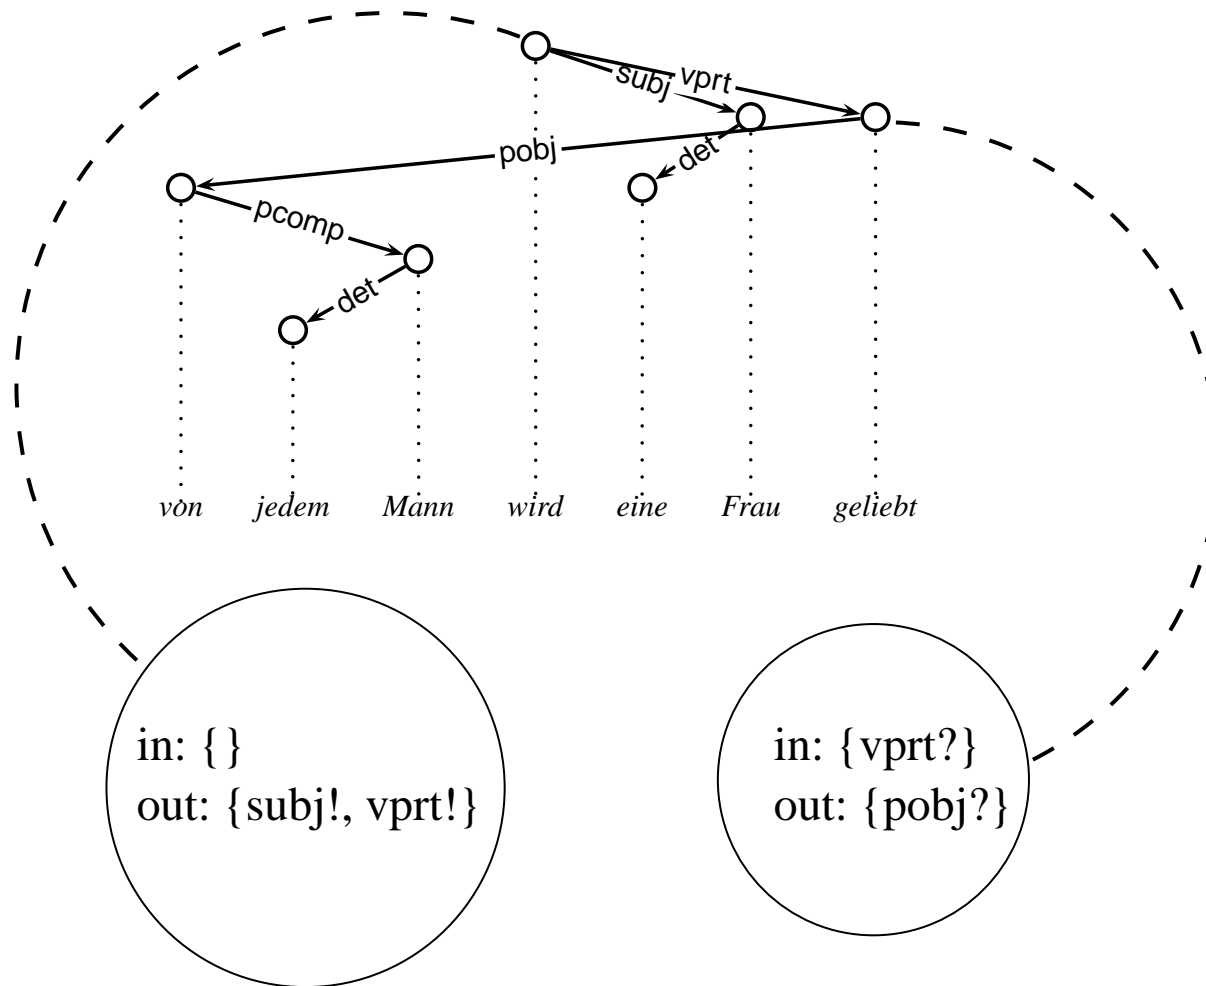 subj vprt
pobj det
pcomp
det
von jedem Mann wird eine Frau geliebt
in: {}
out: {subj!, vprt!}
in: {vprt?}
out: {pobj?}